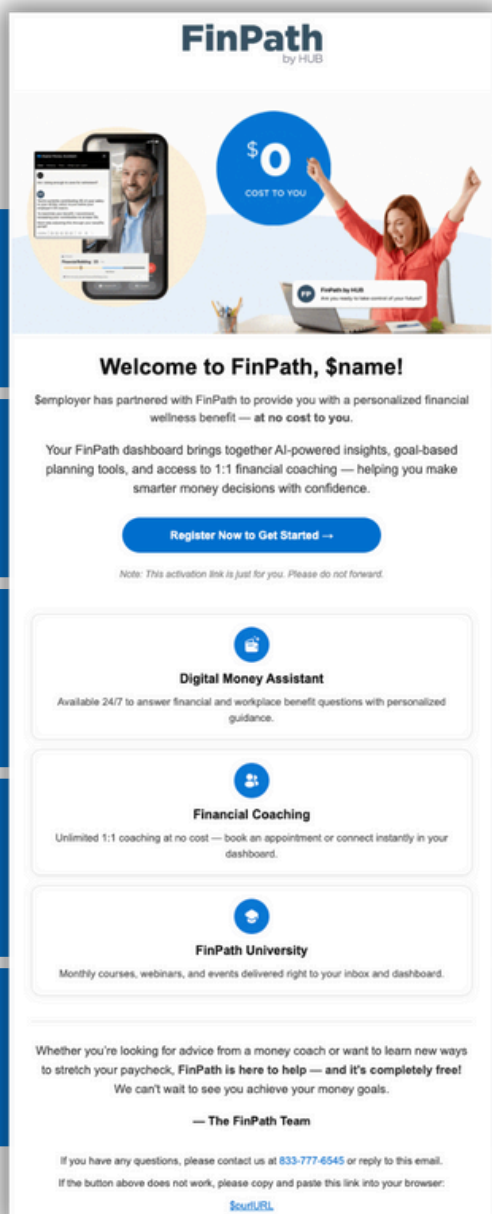 FinPath
by HUB
$0
COST TO YOU
FP
FinPath by HUB
Are you ready to take control of your future?
Welcome to FinPath, $name!
$employer has partnered with FinPath to provide you with a personalized financial
wellness benefit — at no cost to you.
Your FinPath dashboard brings together AI-powered insights, goal-based
planning tools, and access to 1:1 financial coaching — helping you make
smarter money decisions with confidence.
Register Now to Get Started →
Note: This activation link is just for you. Please do not forward.
Digital Money Assistant
Available 24/7 to answer financial and workplace benefit questions with personalized
guidance.
Financial Coaching
Unlimited 1:1 coaching at no cost — book an appointment or connect instantly in your
dashboard.
FinPath University
Monthly courses, webinars, and events delivered right to your inbox and dashboard.
Whether you're looking for advice from a money coach or want to learn new ways
to stretch your paycheck, FinPath is here to help — and it's completely free!
We can't wait to see you achieve your money goals.
— The FinPath Team
If you have any questions, please contact us at 833-777-6545 or reply to this email.
If the button above does not work, please copy and paste this link into your browser:
$curlURL